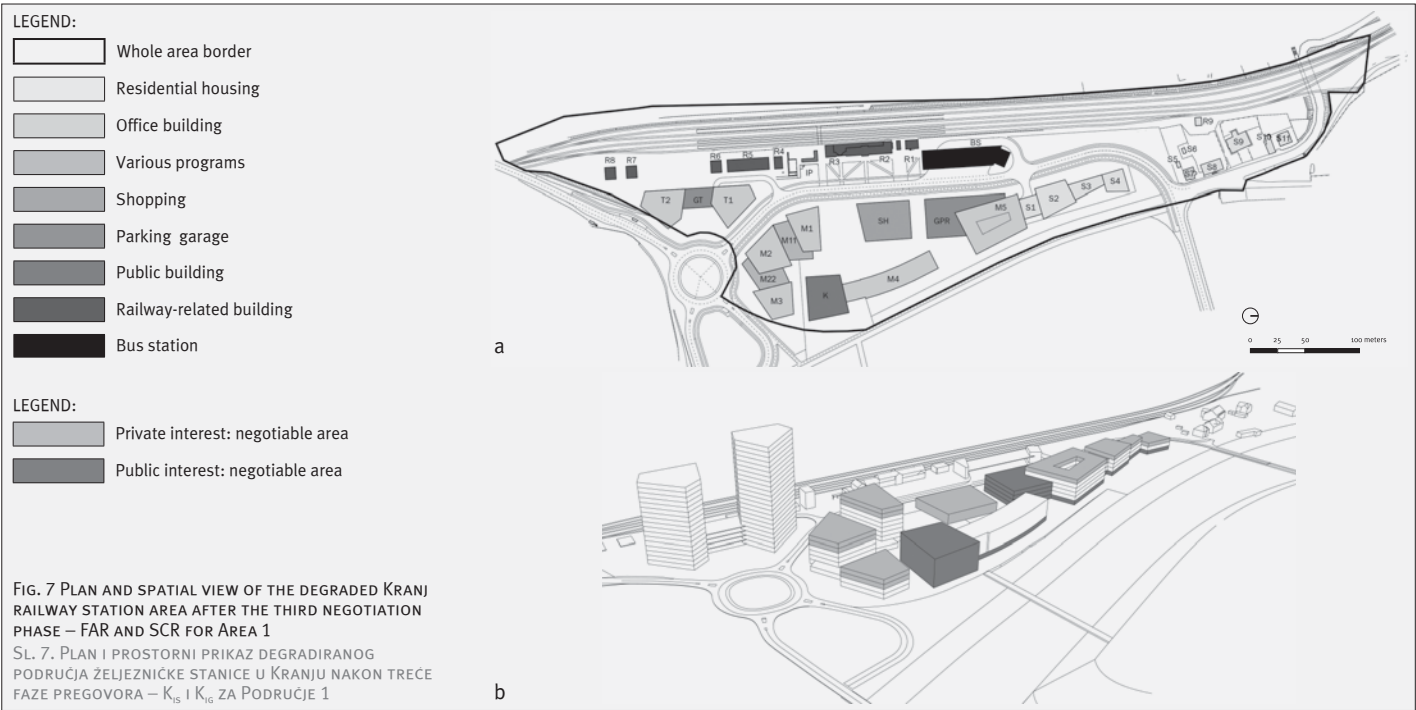 LEGEND:
Whole area border
Residential housing
Office building
Various programs
Shopping
Parking garage
Public building
Railway-related building
Bus station
LEGEND:
Private interest: negotiable area
Public interest: negotiable area
FIG. 7 PLAN AND SPATIAL VIEW OF THE DEGRADED KRANJ
RAILWAY STATION AREA AFTER THE THIRD NEGOTIATION
PHASE – FAR AND SCR FOR AREA 1
SL. 7. PLAN I PROSTORNI PRIKAZ DEGRADIRANOG
PODRUČJA ŽELJEZNIČKE STANICE U KRANJU NAKON TREĆE
FAZE PREGOVORA – Kis I KIG ZA PODRUČJE 1
a
R8
R7
R6
R5
R4
IP
R3
R2
R1
BS
R9
S6
S5
S7
S8
S9
S10
S11
T2
GT
T1
M1
M11
M2
M22
M3
K
M4
SH
GPR
M5
S1
S2
S3
S4
0 25 50 100 meters
b